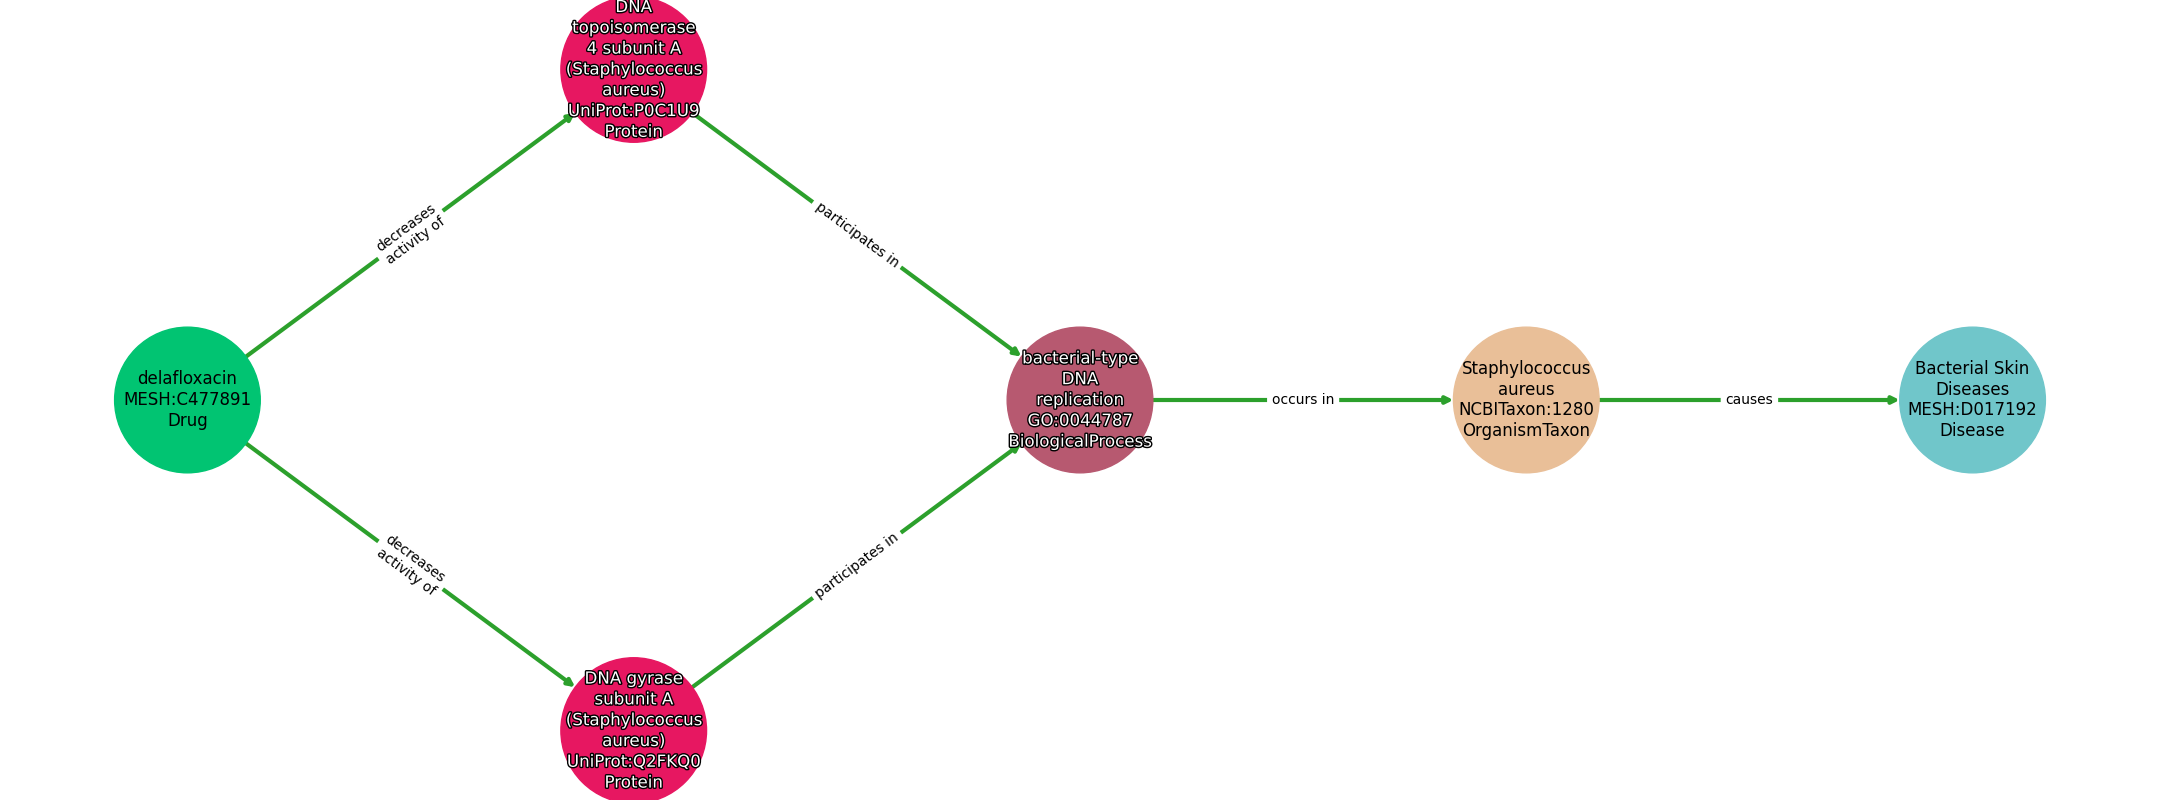 DNA
topoisomerase
4 subunit A
(Staphylococcus
aureus)
UniProt:P0C1U9
Protein
decreases
activity of
participates in
delafloxacin
MESH:C477891
Drug
bacterial-type
DNA
replication
GO:0044787
BiologicalProcess
occurs in
Staphylococcus
aureus
NCBITaxon:1280
OrganismTaxon
causes
Bacterial Skin
Diseases
MESH:D017192
Disease
decreases
activity of
participates in
DNA gyrase
subunit A
(Staphylococcus
aureus)
UniProt:Q2FKQ0
Protein